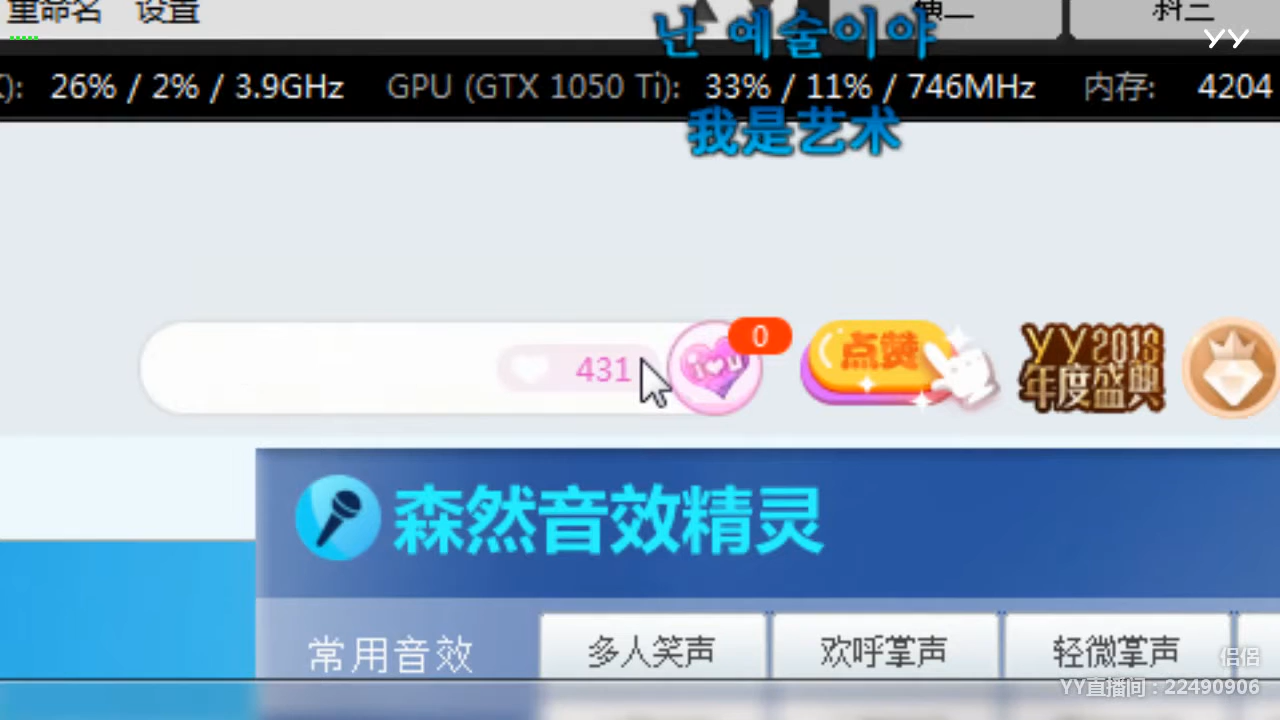 重命名 设置
난 예술이야
YY
): 26% / 2% / 3.9GHz GPU (GTX 1050 Ti): 33% / 11% / 746MHz 内存: 4204
我是艺术
431
i u
0
点赞
YY2018
年度盛典
森然音效精灵
常用音效 多人笑声 欢呼掌声 轻微掌声
侣侣
YY直播间:22490906